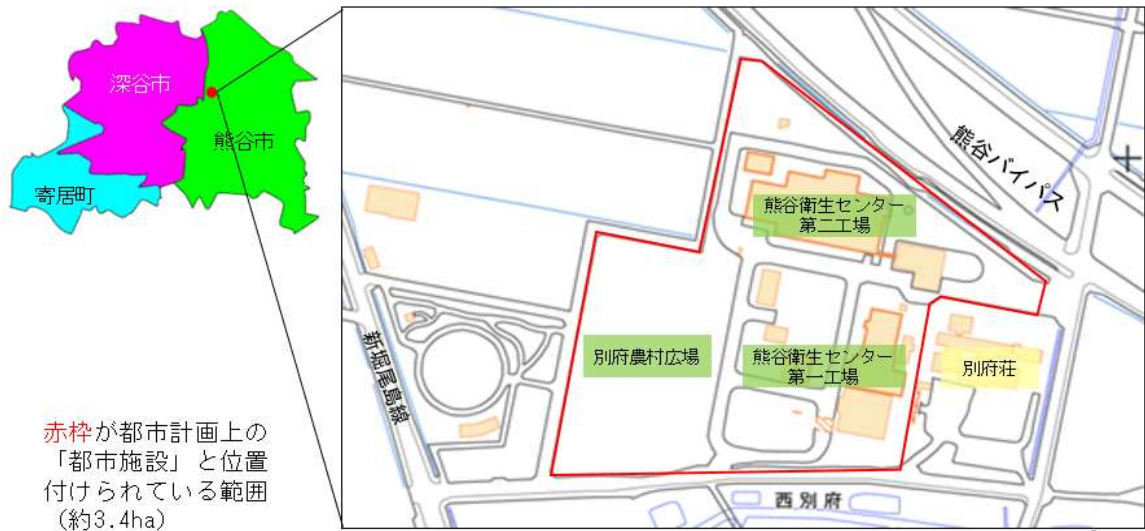 深谷市
熊谷市
寄居町
熊谷バイパス
熊谷衛生センター
第二工場
別府農村広場
熊谷衛生センター
第一工場
別府荘
新堀尾島線
西別府
赤枠が都市計画上の
「都市施設」と位置
付けられている範囲
（約3.4ha）